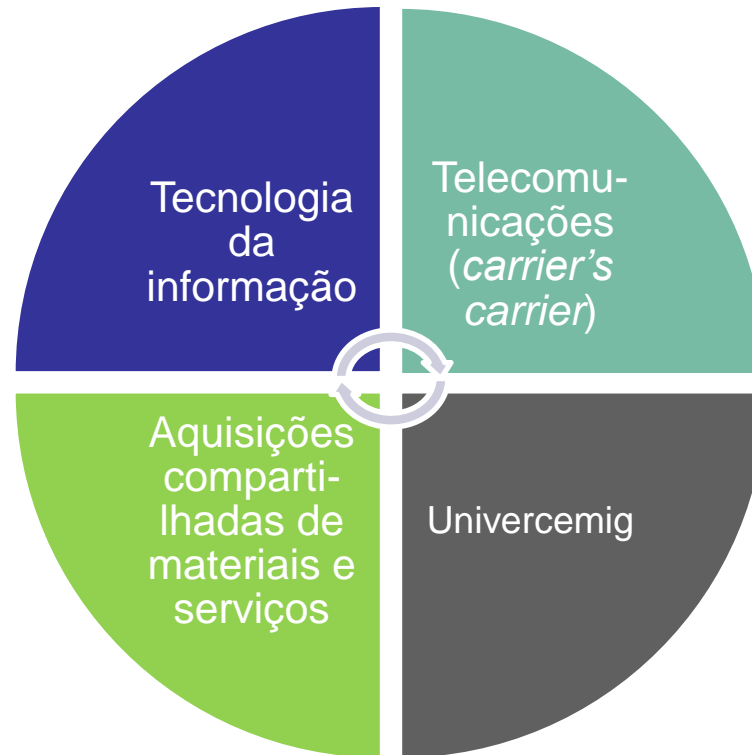 Tecnologia
da
informação
Telecomu-
nicações
(carrier’s
carrier)
Aquisições
comparti-
lhadas de
materiais e
serviços
Univercemig